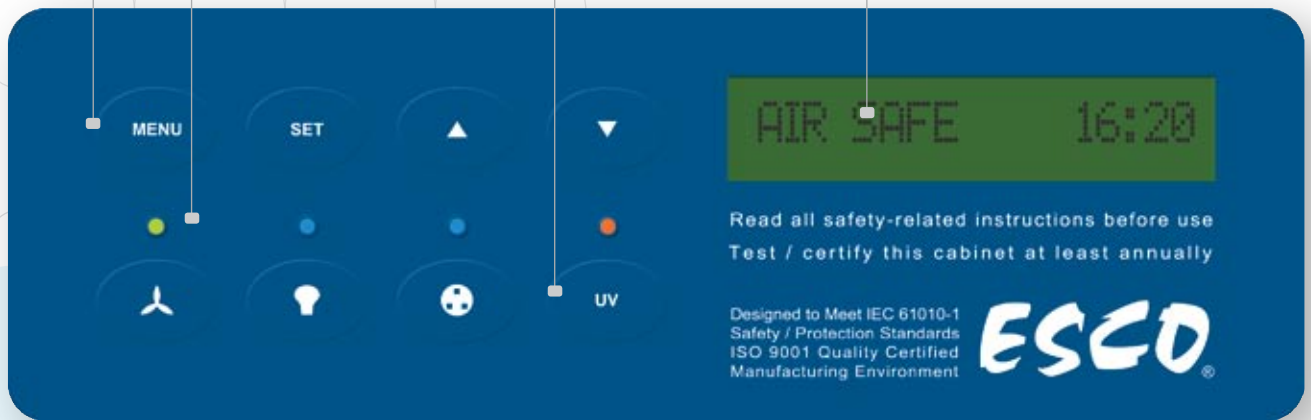 MENU SET ▲ ▼
UV
AIR SAFE 16:20
Read all safety-related instructions before use
Test / certify this cabinet at least annually
Designed to Meet IEC 61010-1
Safety / Protection Standards
ISO 9001 Quality Certified
Manufacturing Environment
ESCO®